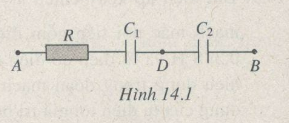 R C₁ C₂
A D B
Hình 14.1